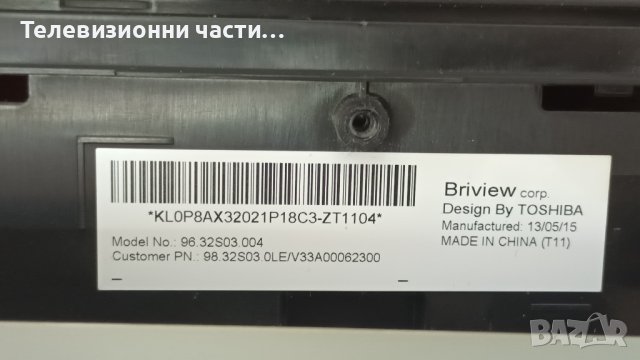 Телевизионни части...
*KL0P8AX32021P18C3-ZT1104*
Model No.: 96.32S03.004
Customer PN.: 98.32S03.0LE/V33A00062300
Briview corp.
Design By TOSHIBA
Manufactured: 13/05/15
MADE IN CHINA (T11)
BAZAR